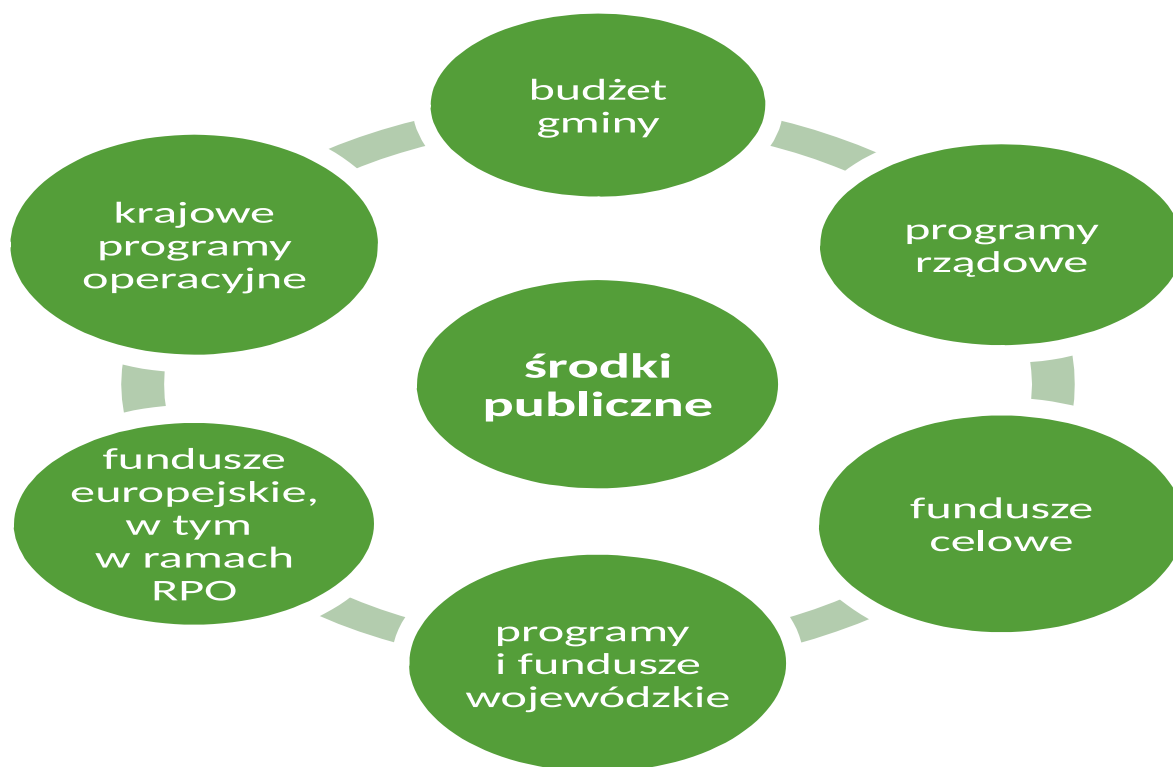 budżet
gminy
programy
rządowe
fundusze
celowe
programy
i fundusze
wojewódzkie
fundusze
europejskie,
w tym
w ramach
RPO
krajowe
programy
operacyjne
środki
publiczne